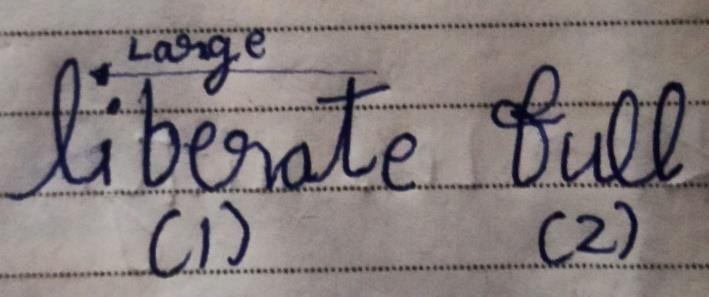 Large
liberate full
(1) (2)